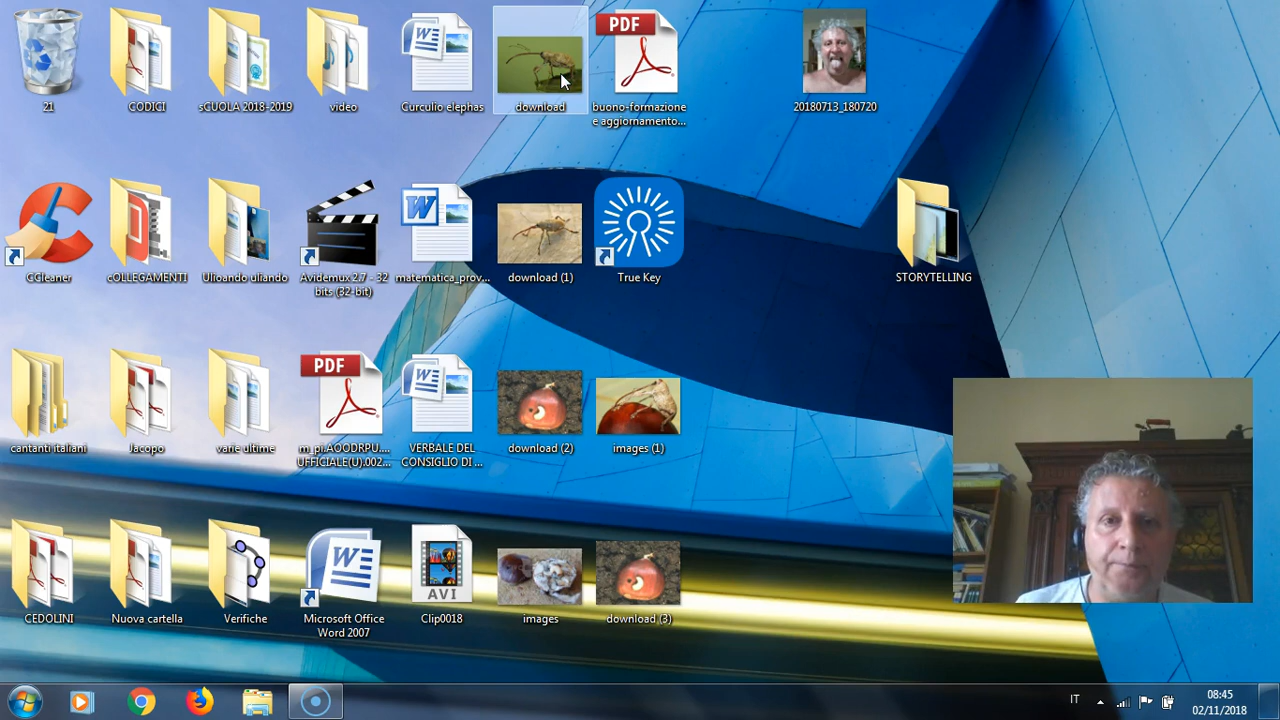 21
CODICI
sCUOLA 2018-2019
video
Curculio elephas
download
PDF
buono-formazione
e aggiornamento...
20180713_180720
CCleaner
cOLLEGAMENTI
Ulioando uliando
Avidemux 2.7 - 32
bits (32-bit)
matematica_prov...
download (1)
True Key
STORYTELLING
cantanti italiani
Jacopo
varie ultime
PDF
m_pi.AOODRPU....
UFFICIALE(U).002...
VERBALE DEL
CONSIGLIO DI ...
download (2)
images (1)
CEDOLINI
Nuova cartella
Verifiche
Microsoft Office
Word 2007
AVI
Clip0018
images
download (3)
IT
08:45
02/11/2018